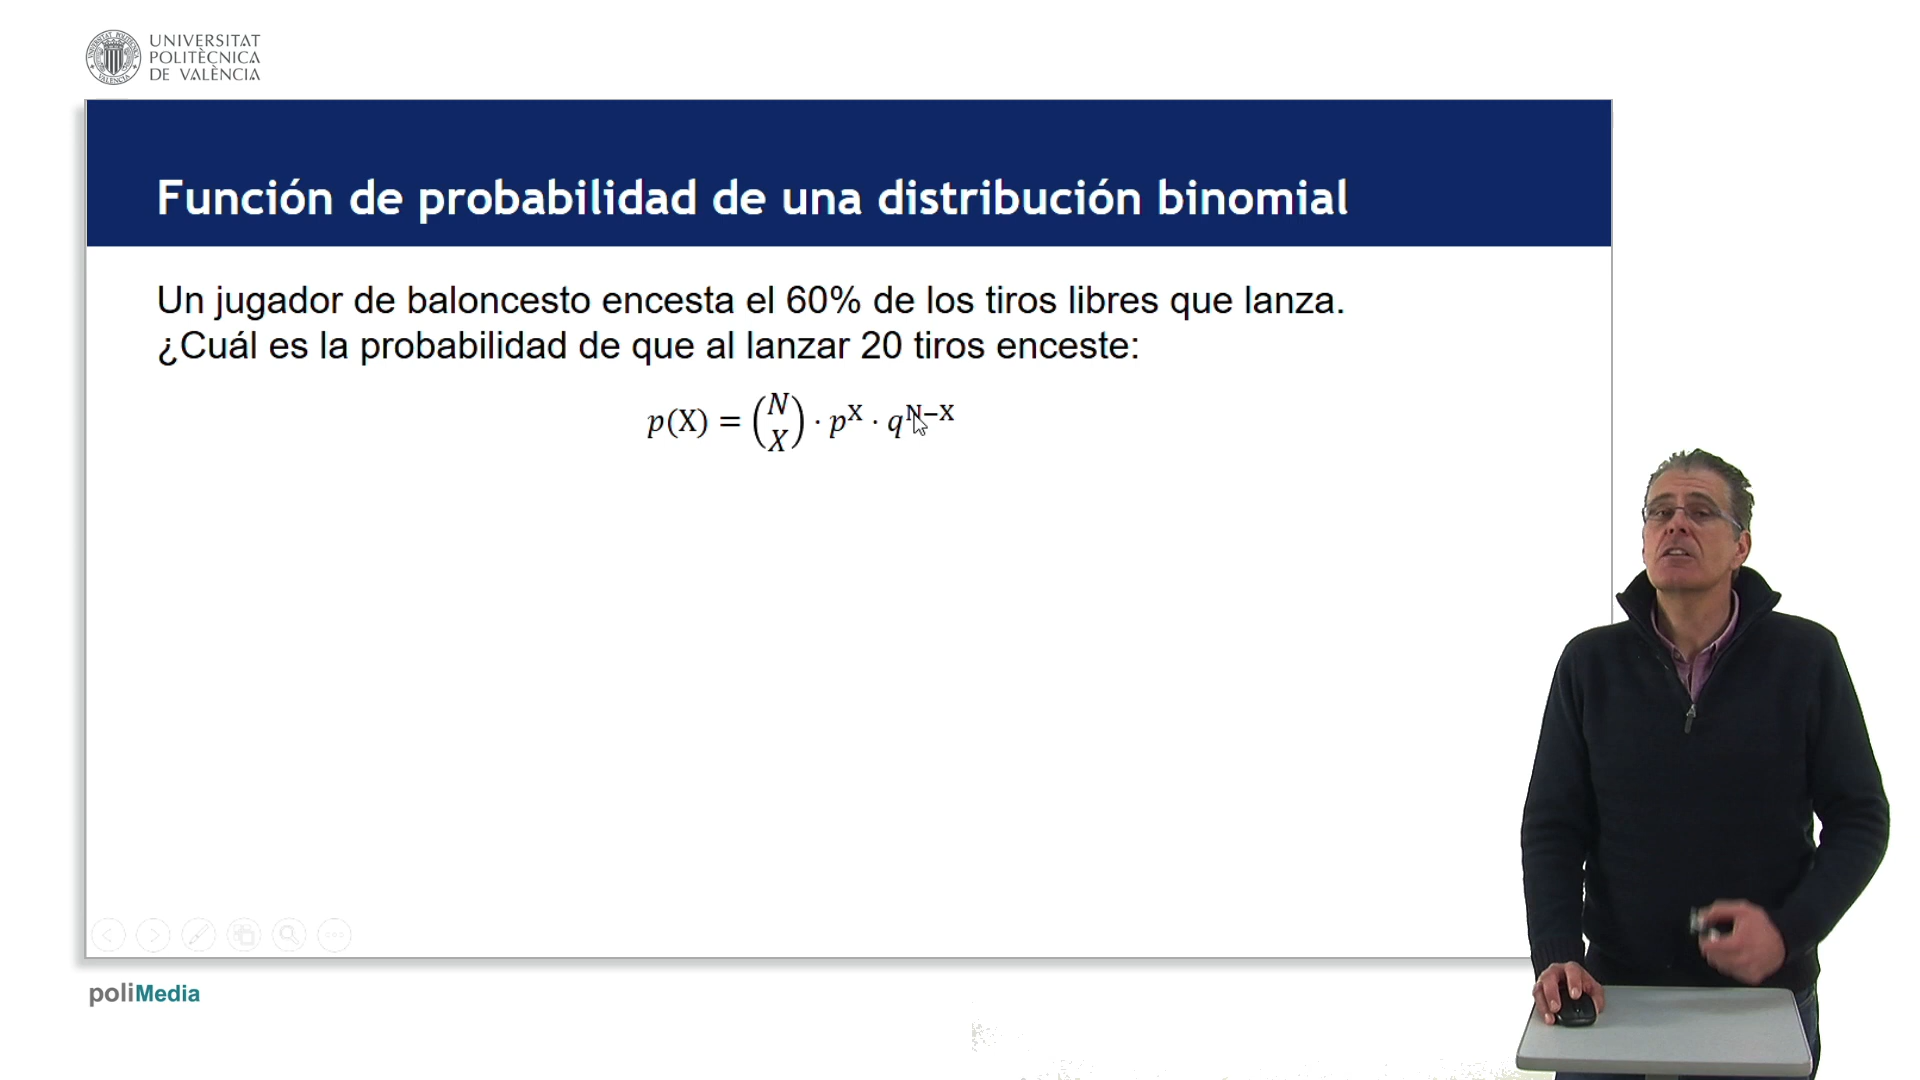 UNIVERSITAT
POLITÈCNICA
DE VALÈNCIA
Función de probabilidad de una distribución binomial
Un jugador de baloncesto encesta el 60% de los tiros libres que lanza.
¿Cuál es la probabilidad de que al lanzar 20 tiros enceste:
p(X) = (N X) · p^X · q^{N−X}
poliMedia